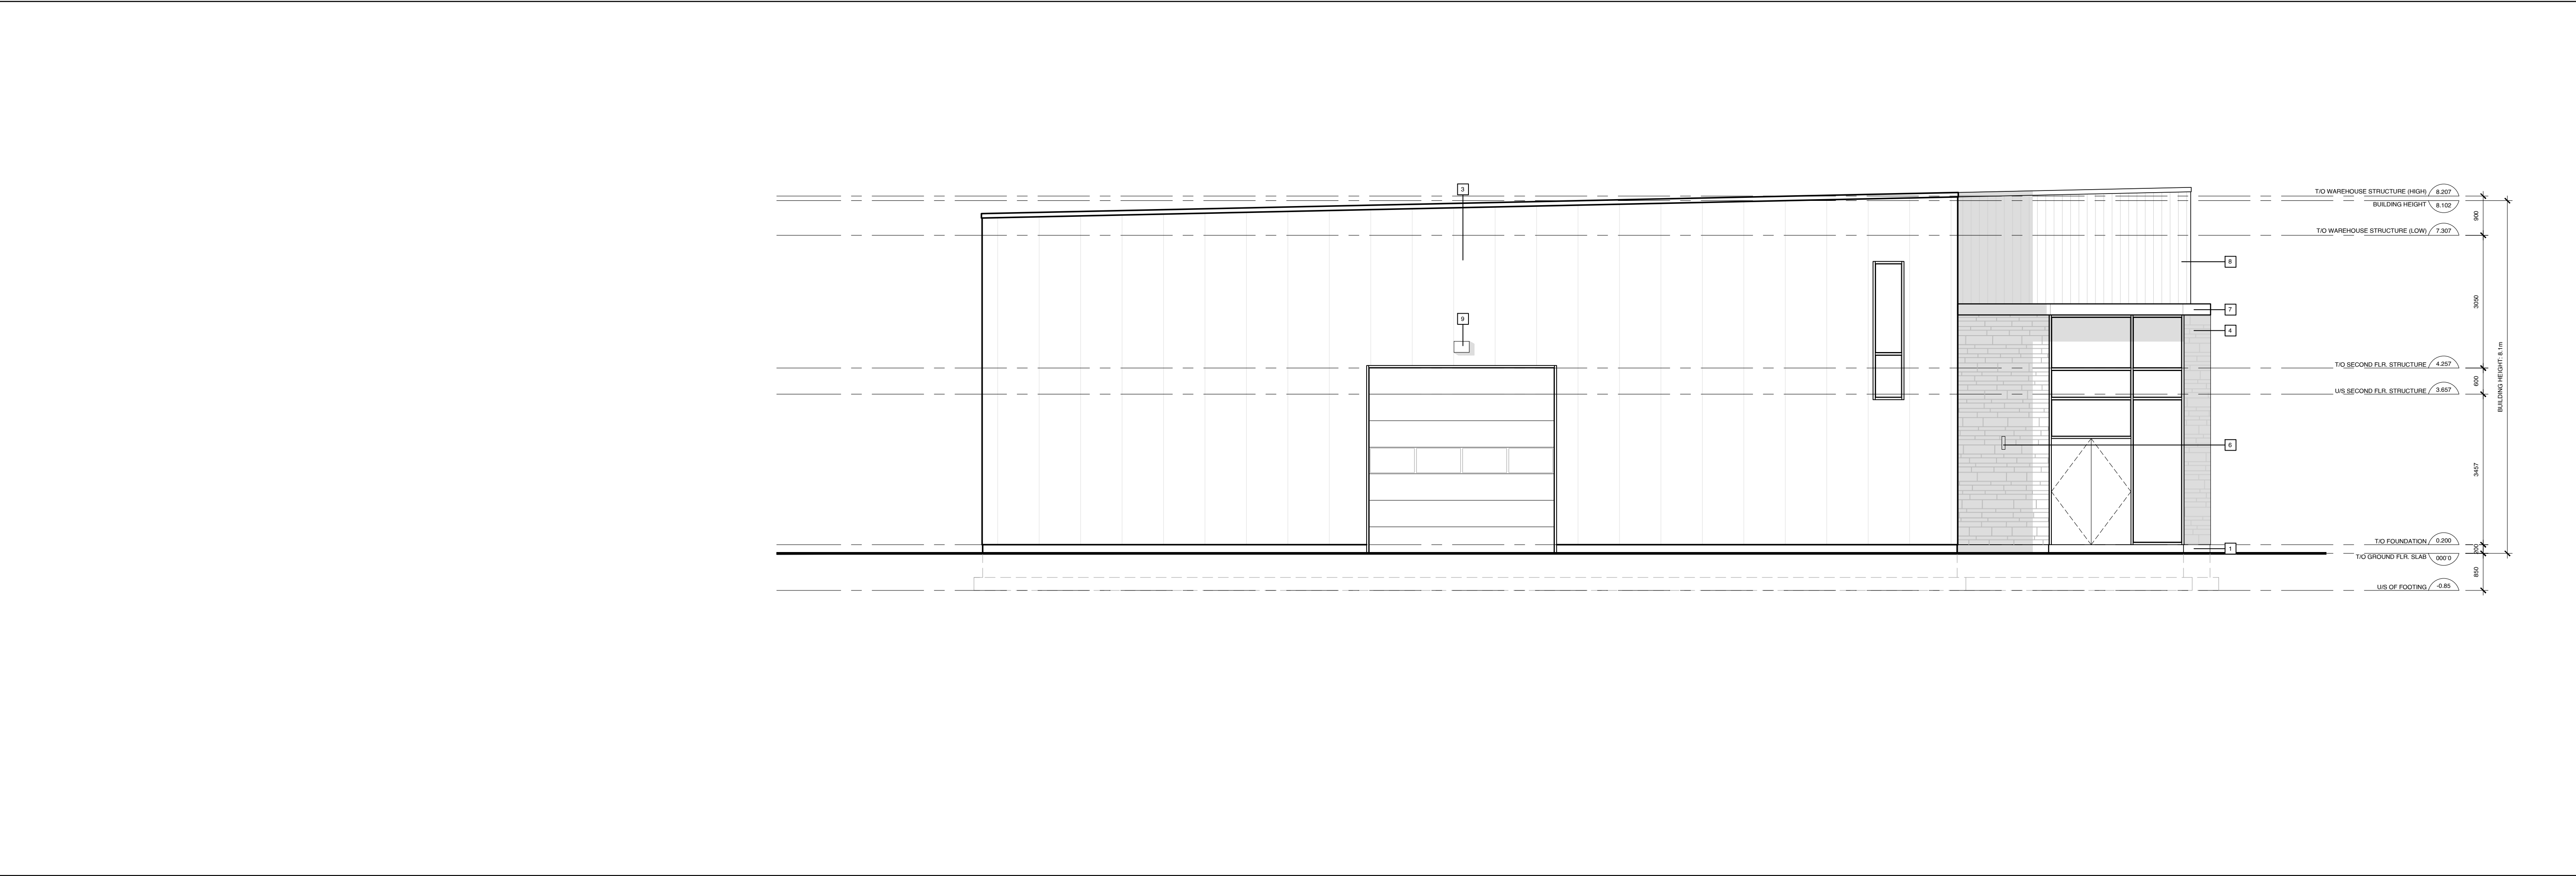 3
T/O WAREHOUSE STRUCTURE (HIGH) 8.207
BUILDING HEIGHT 8.102
900
T/O WAREHOUSE STRUCTURE (LOW) 7.307
8
3050
7
9
4
BUILDING HEIGHT: 8.1m
T/O SECOND FLR. STRUCTURE 4.257
600
U/S SECOND FLR. STRUCTURE 3.657
6
3457
T/O FOUNDATION 0.200
1
200
T/O GROUND FLR. SLAB 000'0
850
U/S OF FOOTING -0.85